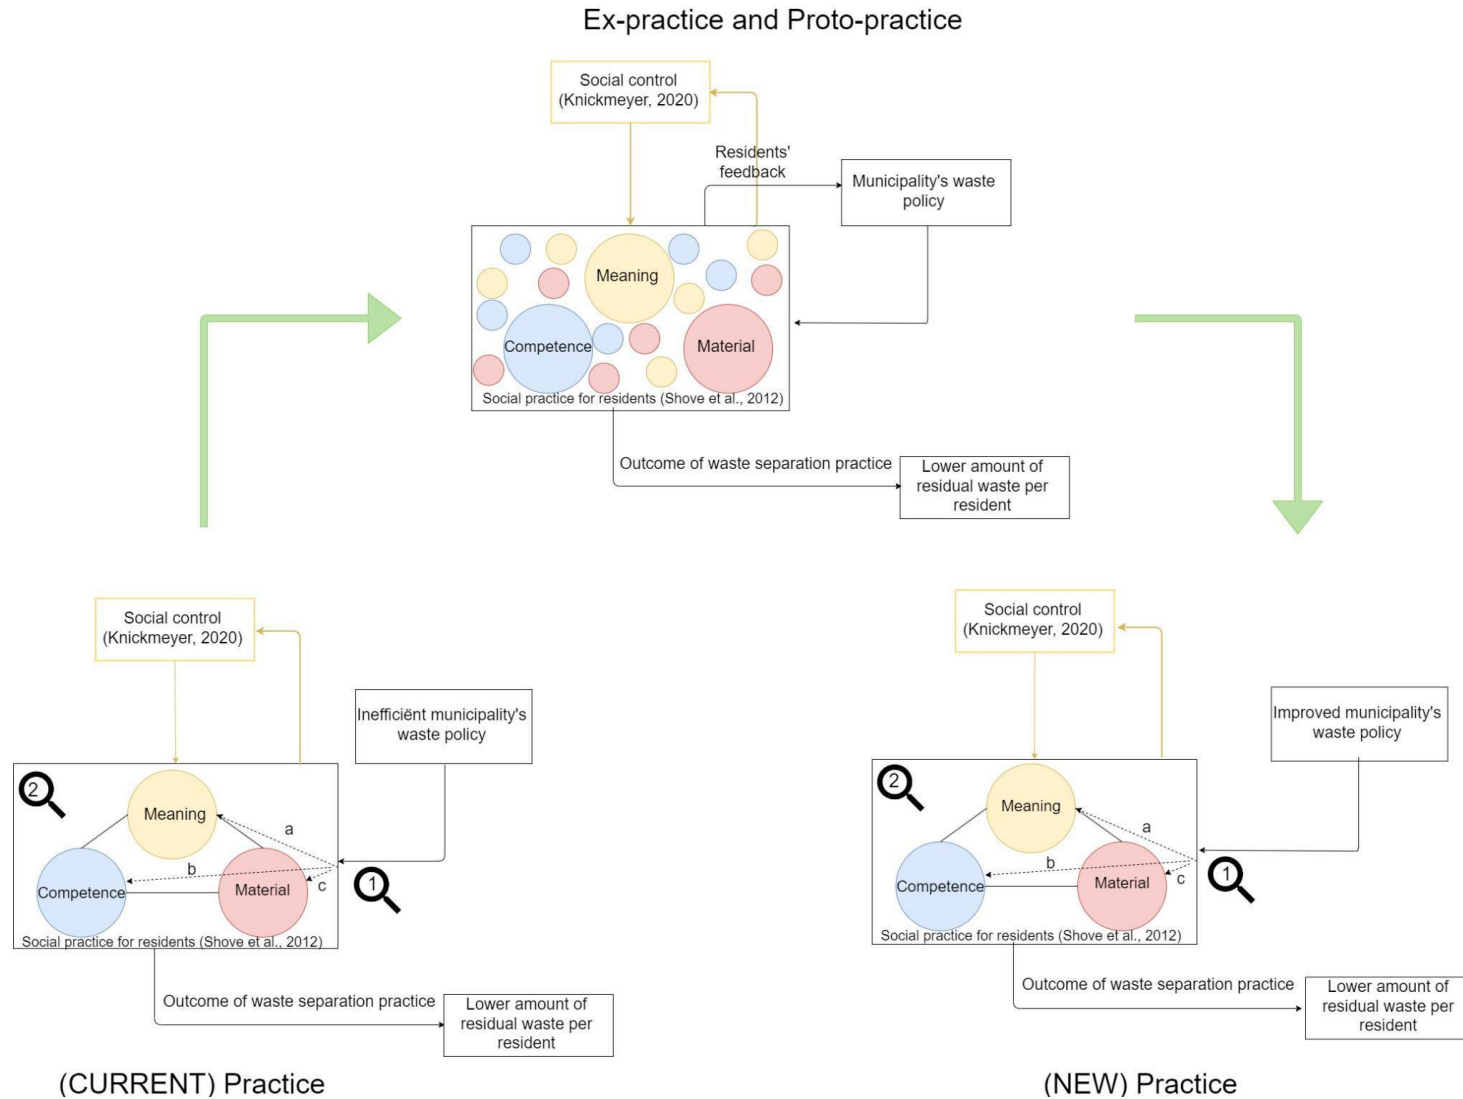 Ex-practice and Proto-practice
Social control
(Knickmeyer, 2020)
Residents'
feedback
Municipality's waste
policy
Meaning
Competence
Material
Social practice for residents (Shove et al., 2012)
Outcome of waste separation practice
Lower amount of
residual waste per
resident
Social control
(Knickmeyer, 2020)
Inefficiënt municipality's
waste policy
2
Meaning
a
b
c
1
Competence
Material
Social practice for residents (Shove et al., 2012)
Outcome of waste separation practice
Lower amount of
residual waste per
resident
(CURRENT) Practice
Social control
(Knickmeyer, 2020)
Improved municipality's
waste policy
2
Meaning
a
b
c
1
Competence
Material
Social practice for residents (Shove et al., 2012)
Outcome of waste separation practice
Lower amount of
residual waste per
resident
(NEW) Practice